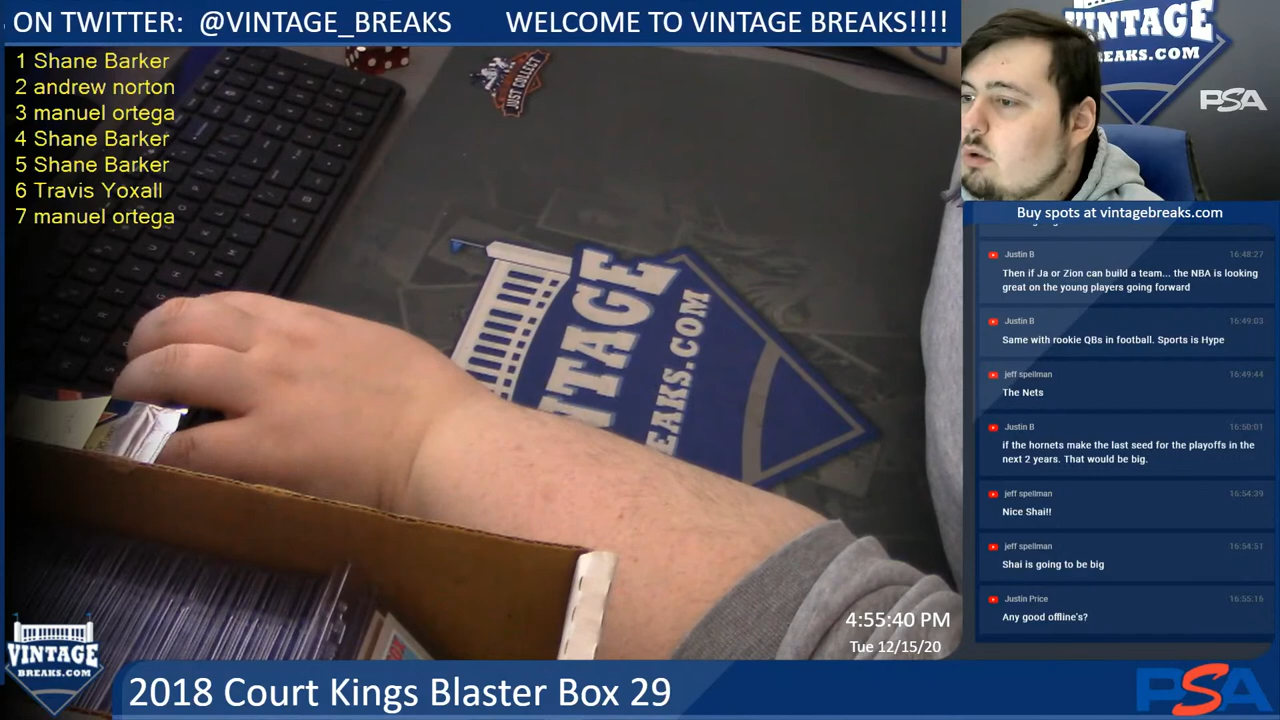 ON TWITTER: @VINTAGE_BREAKS WELCOME TO VINTAGE BREAKS!!!!
1 Shane Barker
2 andrew norton
3 manuel ortega
4 Shane Barker
5 Shane Barker
6 Travis Yoxall
7 manuel ortega
JUST COLLECT
VINTAGE
BREAKS.COM
PSA
NTAGE
EAKS.COM
Buy spots at vintagebreaks.com
Justin B 16:48:27
Then if Ja or Zion can build a team... the NBA is looking
great on the young players going forward
Justin B 16:49:03
Same with rookie QBs in football. Sports is Hype
jeff spellman 16:49:44
The Nets
Justin B 16:50:01
if the hornets make the last seed for the playoffs in the
next 2 years. That would be big.
jeff spellman 16:54:39
Nice Shai!!
jeff spellman 16:54:51
Shai is going to be big
Justin Price 16:55:16
Any good offline's?
4:55:40 PM
Tue 12/15/20
VINTAGE
BREAKS.COM
2018 Court Kings Blaster Box 29
PSA